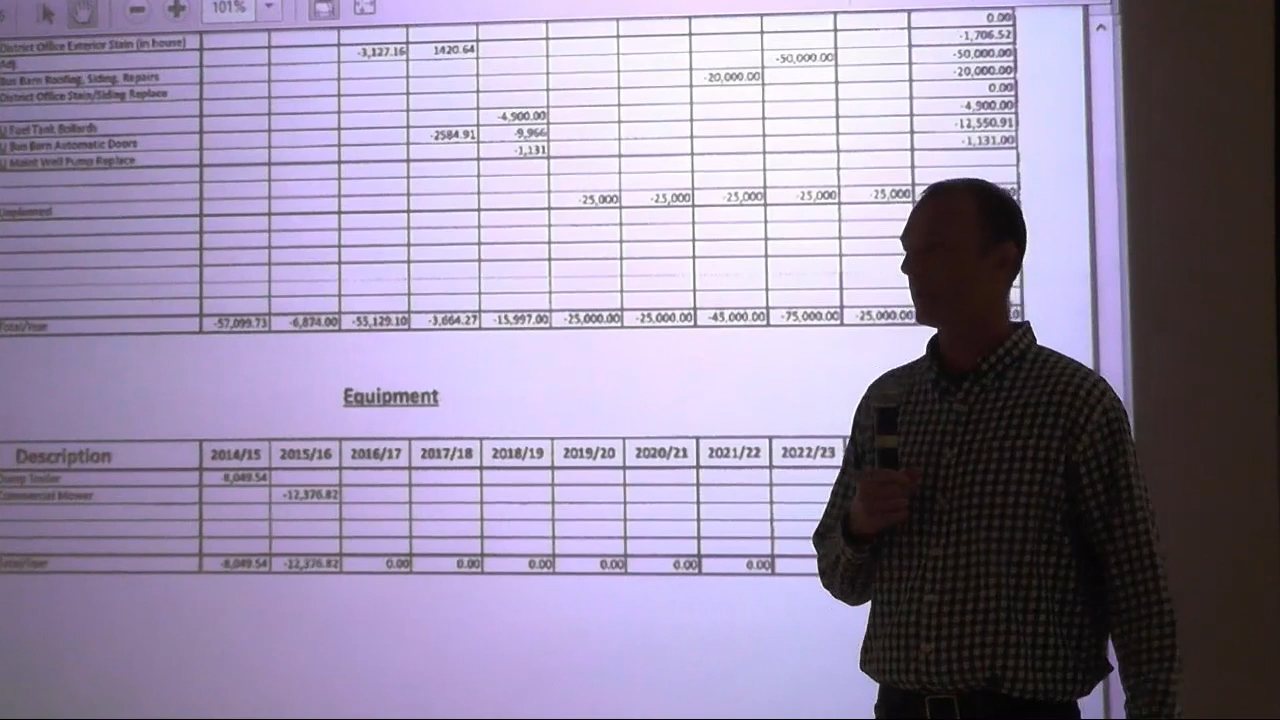 101%
0.00
District Office Exterior Stain (in house) -3,127.16 1420.64 -1,706.52
Adj -50,000.00 -50,000.00
Bus Barn Roofing, Siding, Repairs -20,000.00 -20,000.00
District Office Stain/Siding Replace 0.00
-4,900.00 -4,900.00
U Fuel Tank Bollards -2584.91 -9,966 -12,550.91
U Bus Barn Automatic Doors -1,131 -1,131.00
U Maint Well Pump Replace
-25,000 -25,000 -25,000 -25,000 -25,000
Unplanned
Total/Year -57,099.73 -6,874.00 -55,129.10 -3,664.27 -15,997.00 -25,000.00 -25,000.00 -45,000.00 -75,000.00 -25,000.00
Equipment
Description 2014/15 2015/16 2016/17 2017/18 2018/19 2019/20 2020/21 2021/22 2022/23
Dump Trailer -8,049.54
Commercial Mower -12,376.82
Total/Year -8,049.54 -12,376.82 0.00 0.00 0.00 0.00 0.00 0.00